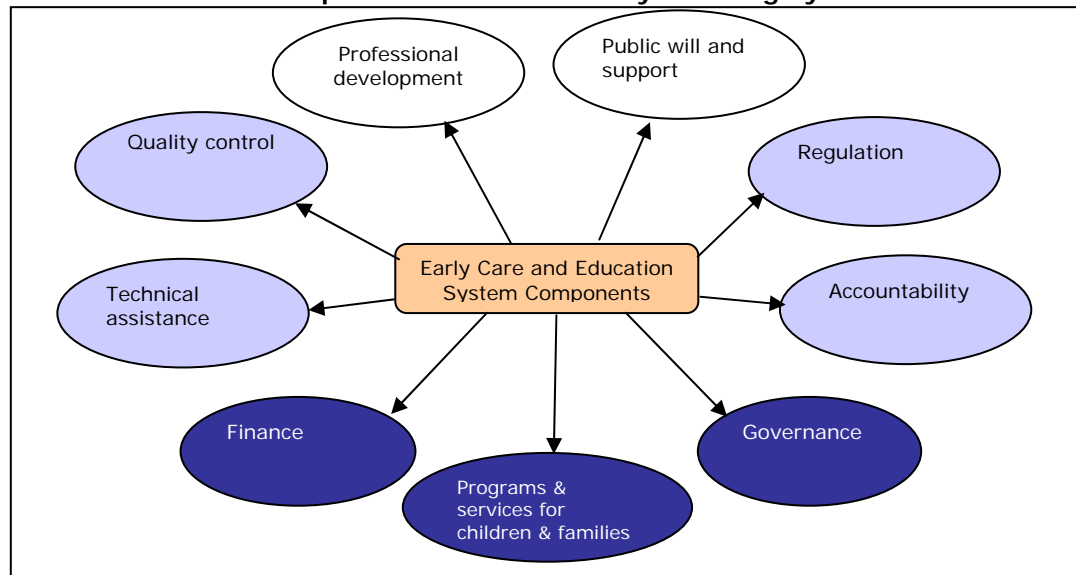 Professional
development
Public will and
support
Quality control
Regulation
Early Care and Education
System Components
Technical
assistance
Accountability
Finance
Governance
Programs &
services for
children & families